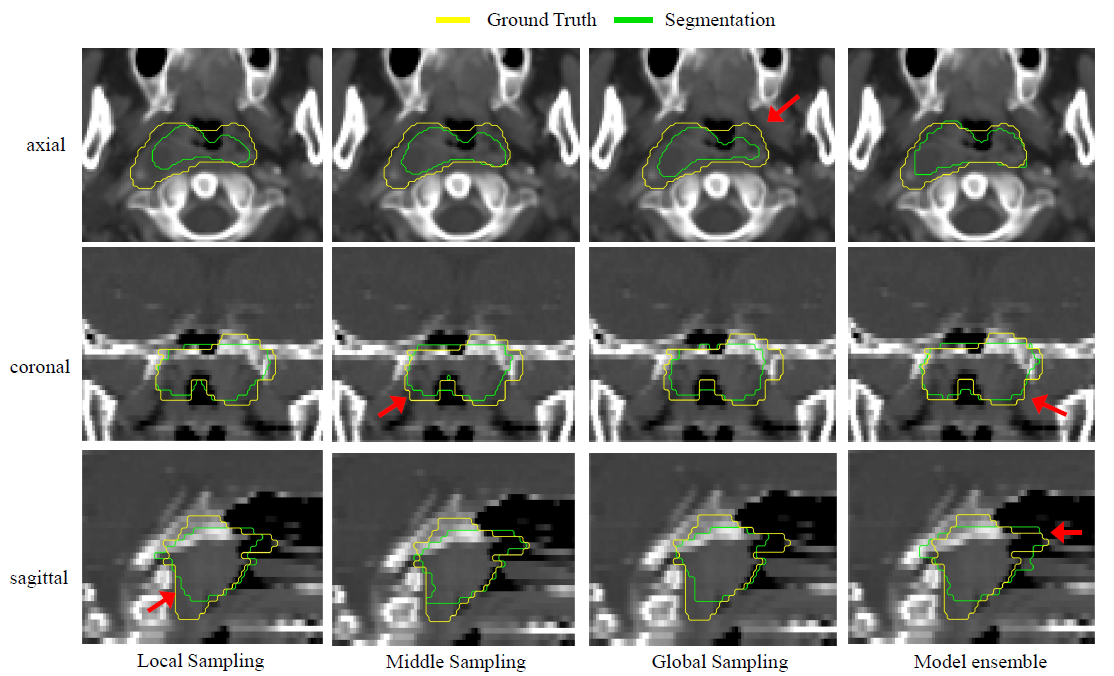 Ground Truth Segmentation
axial
coronal
sagittal
Local Sampling Middle Sampling Global Sampling Model ensemble